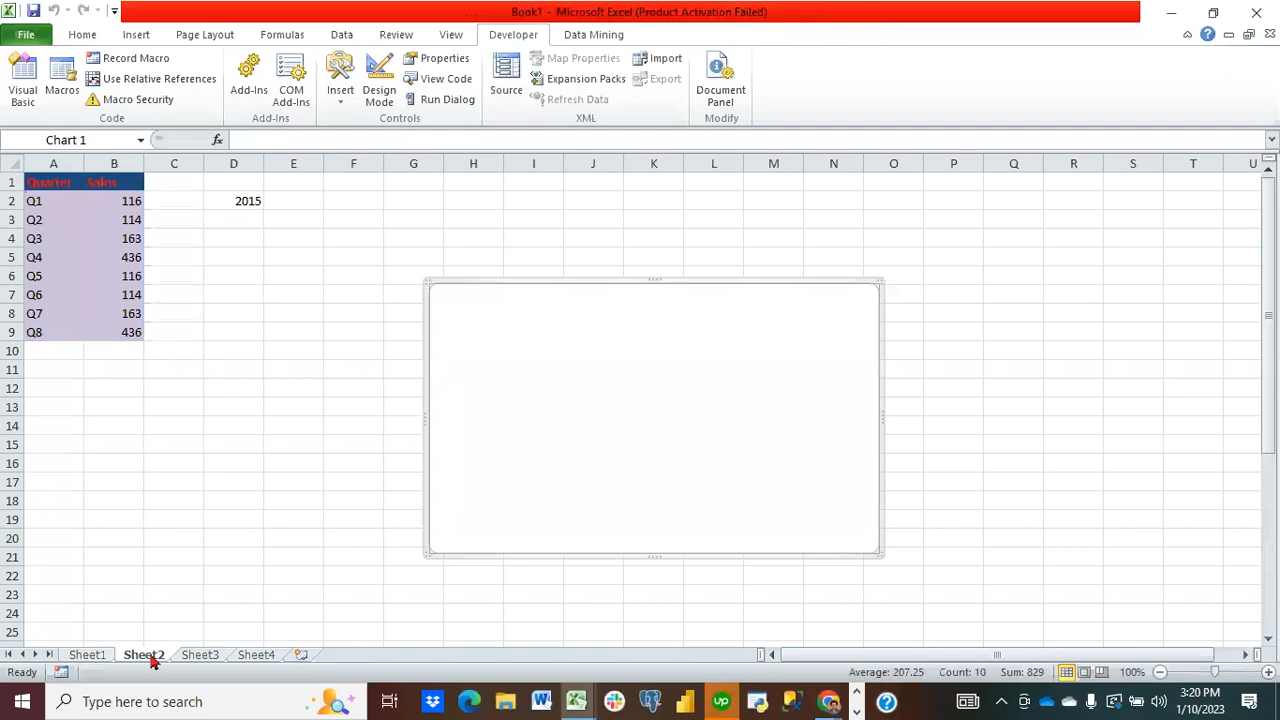 Book1 - Microsoft Excel (Product Activation Failed)
File Home Insert Page Layout Formulas Data Review View Developer Data Mining
Visual Basic
Macros
Record Macro
Use Relative References
Macro Security
Code
Add-Ins
COM Add-Ins
Add-Ins
Insert
Design Mode
Properties
View Code
Run Dialog
Controls
Source
Map Properties
Expansion Packs
Refresh Data
Import
Export
XML
Document Panel
Modify
Chart 1
fx
A B C D E F G H I J K L M N O P Q R S T U
1 Quarter Sales
2 Q1 116 2015
3 Q2 114
4 Q3 163
5 Q4 436
6 Q5 116
7 Q6 114
8 Q7 163
9 Q8 436
10
11
12
13
14
15
16
17
18
19
20
21
22
23
24
25
Sheet1 Sheet2 Sheet3 Sheet4
Ready Average: 207.25 Count: 10 Sum: 829 100%
Type here to search
up
3:20 PM
1/10/2023